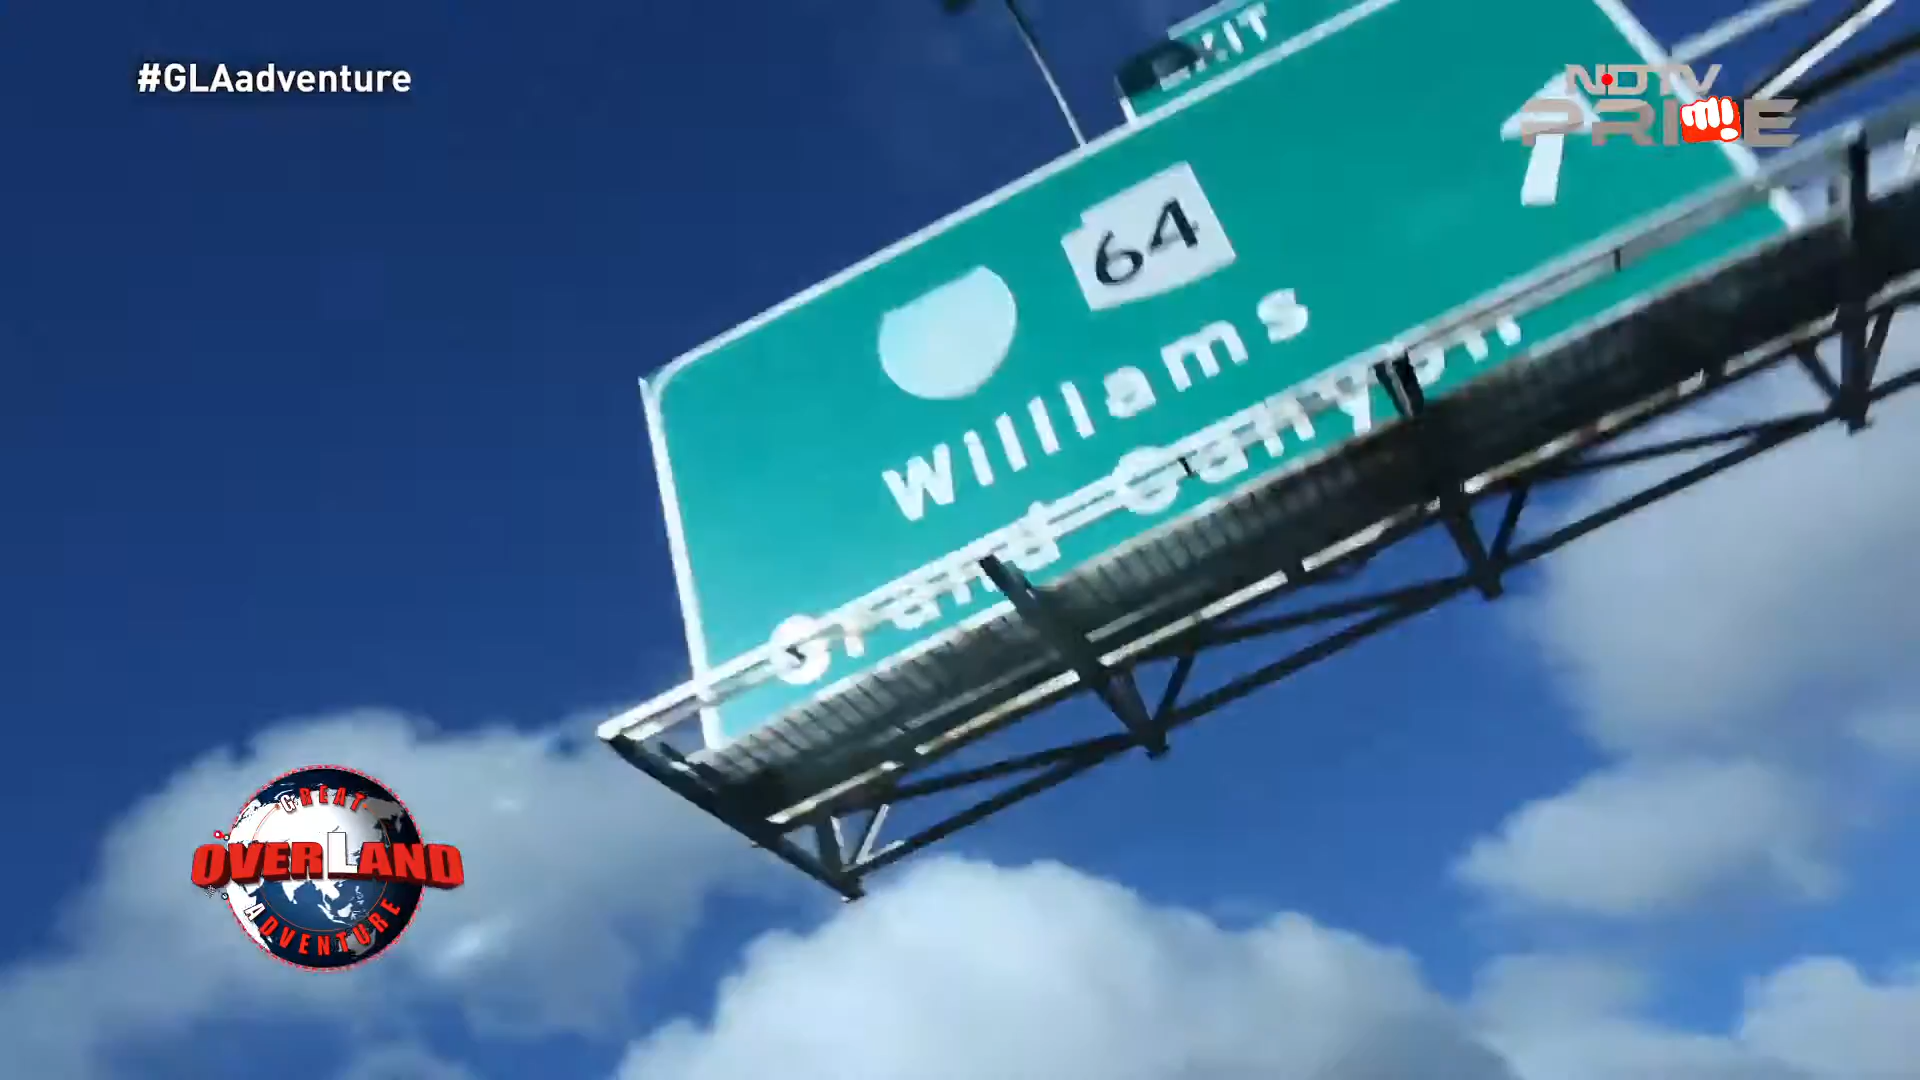 #GLAadventure
NDTV
PRIME
EXIT
64
Williams
Grand Canyon
GREAT
OVERLAND
ADVENTURE